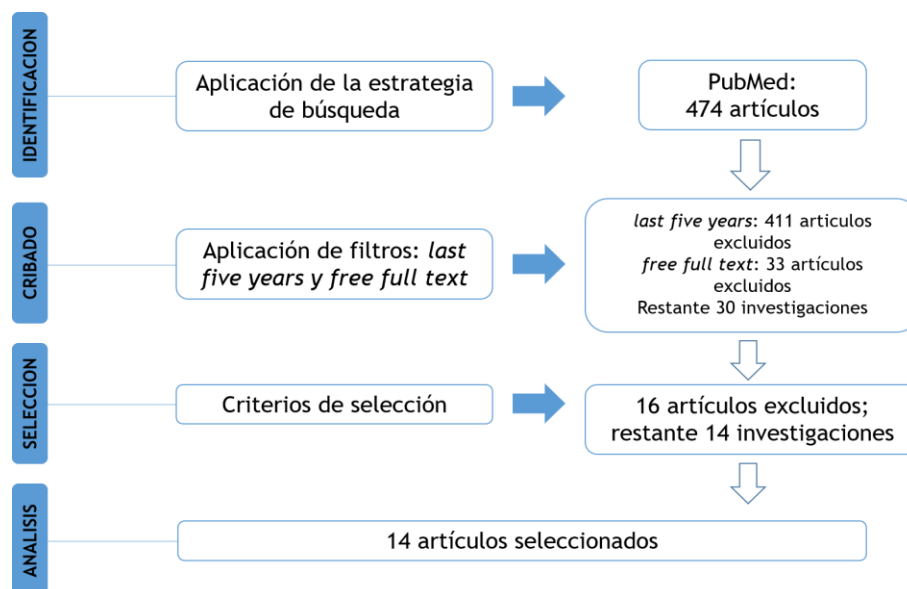 IDENTIFICACION
Aplicación de la estrategia
de búsqueda
PubMed:
474 artículos
CRIBADO
Aplicación de filtros: last
five years y free full text
last five years: 411 articulos
excluidos
free full text: 33 artículos
excluidos
Restante 30 investigaciones
SELECCION
Criterios de selección
16 artículos excluidos;
restante 14 investigaciones
ANALISIS
14 artículos seleccionados